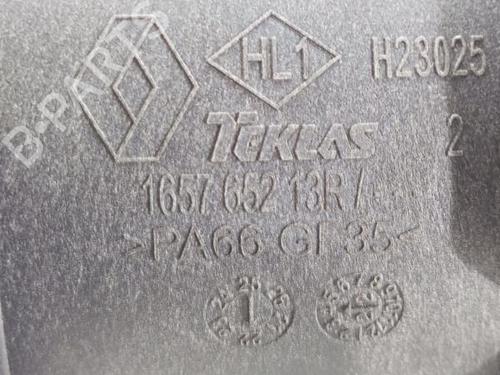 HL1 H23025
TEKLAS 2
1657 652 13R /
>PA66 GF35<
B-PARTS